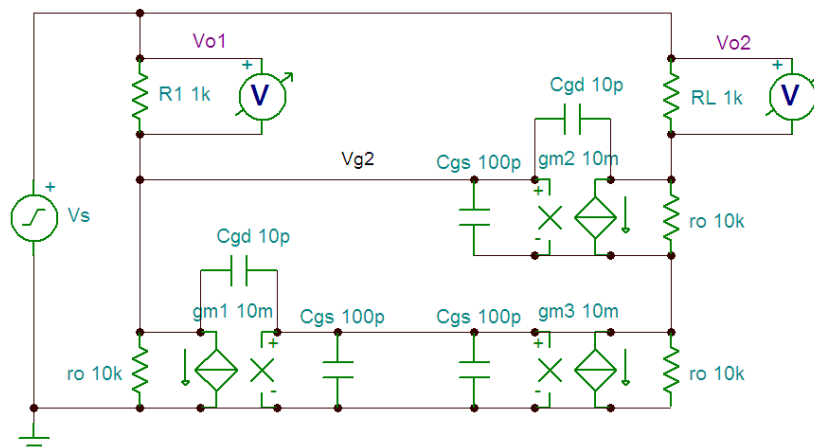 Vo1
Vo2
+
+
R1 1k
V
Cgd 10p
RL 1k
V
Vg2
Cgs 100p
gm2 10m
+
+
Vs
ro 10k
-
Cgd 10p
gm1 10m
Cgs 100p
Cgs 100p
gm3 10m
+
+
ro 10k
ro 10k
-
-